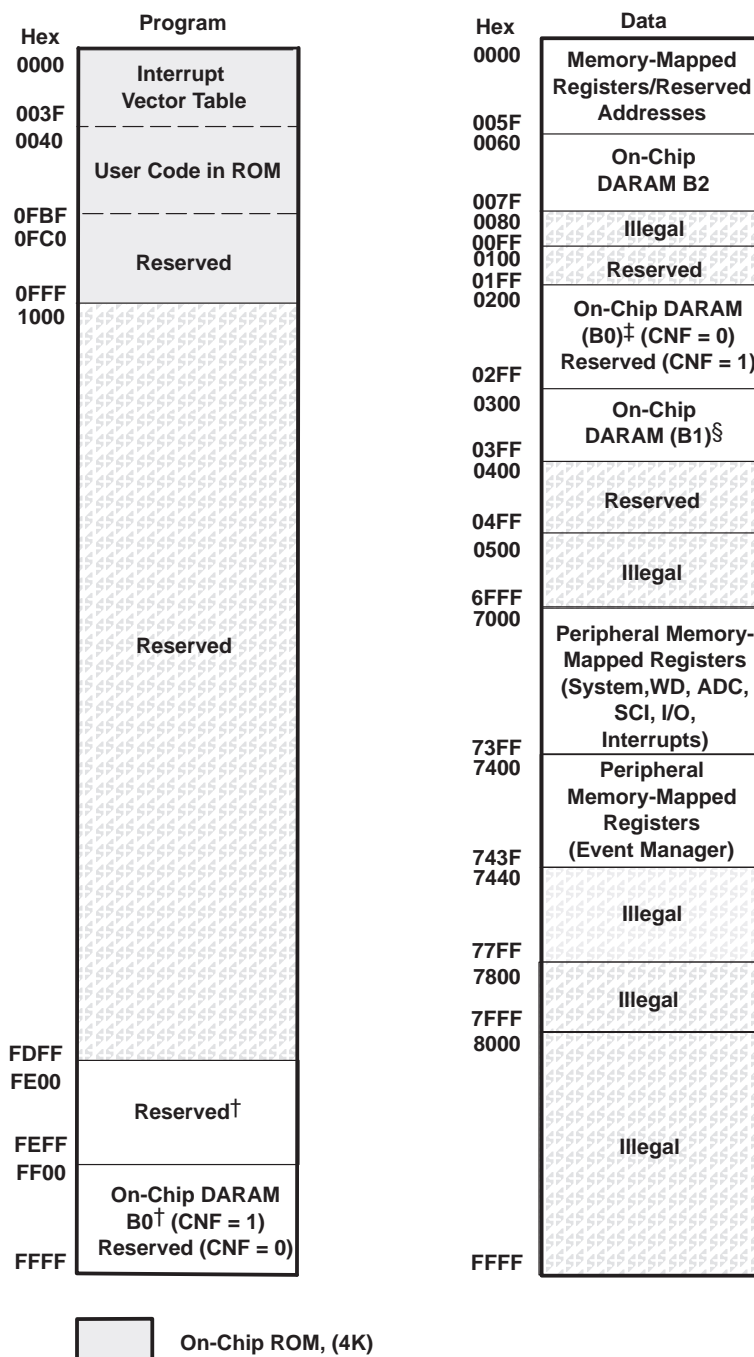 Program
Hex
0000
Interrupt
Vector Table
003F
0040
User Code in ROM
0FBF
0FC0
Reserved
0FFF
1000
Reserved
FDFF
FE00
Reserved†
FEFF
FF00
On-Chip DARAM
B0† (CNF = 1)
Reserved (CNF = 0)
FFFF
Data
Hex
0000
Memory-Mapped
Registers/Reserved
Addresses
005F
0060
On-Chip
DARAM B2
007F
0080
Illegal
00FF
0100
Reserved
01FF
0200
On-Chip DARAM
(B0)‡ (CNF = 0)
Reserved (CNF = 1)
02FF
0300
On-Chip
DARAM (B1)§
03FF
0400
Reserved
04FF
0500
Illegal
6FFF
7000
Peripheral Memory-
Mapped Registers
(System,WD, ADC,
SCI, I/O,
Interrupts)
73FF
7400
Peripheral
Memory-Mapped
Registers
(Event Manager)
743F
7440
Illegal
77FF
7800
Illegal
7FFF
8000
Illegal
FFFF
On-Chip ROM, (4K)